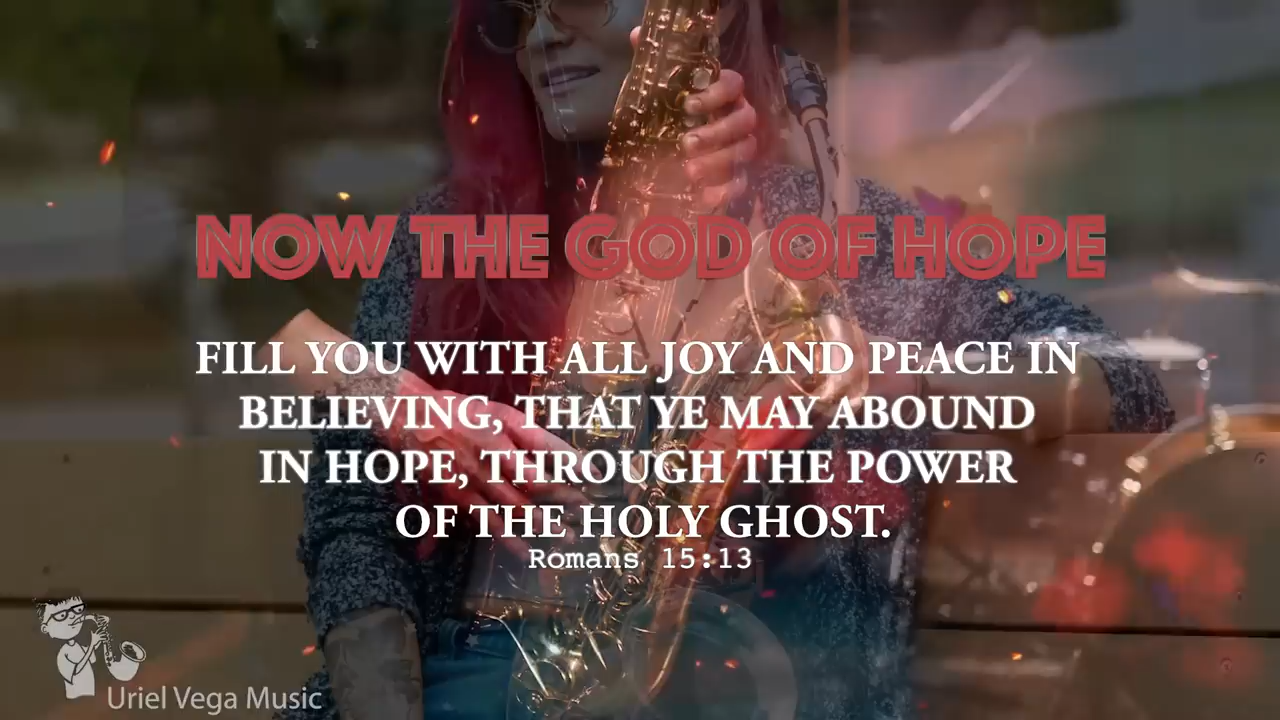 NOW THE GOD OF HOPE
FILL YOU WITH ALL JOY AND PEACE IN
BELIEVING, THAT YE MAY ABOUND
IN HOPE, THROUGH THE POWER
OF THE HOLY GHOST.
Romans 15:13
Uriel Vega Music